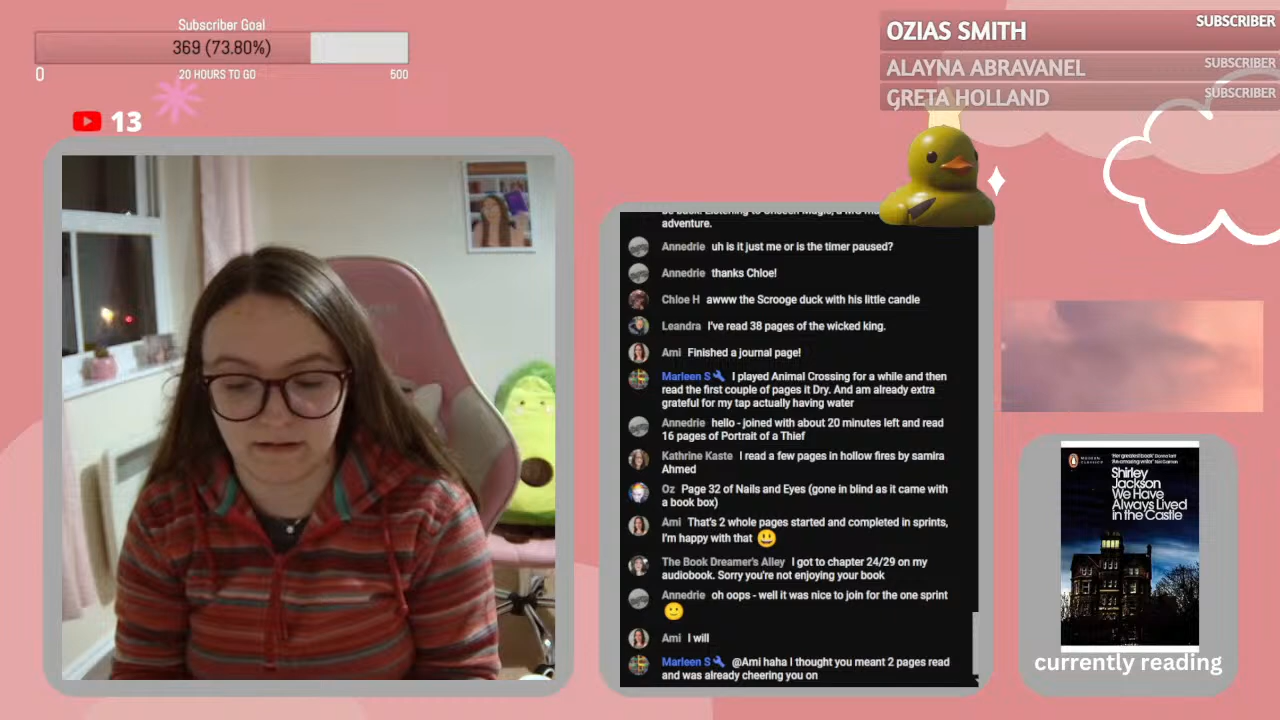 Subscriber Goal
369 (73.80%)
0
20 HOURS TO GO
500
13
OZIAS SMITH
SUBSCRIBER
ALAYNA ABRAVANEL
SUBSCRIBER
GRETA HOLLAND
SUBSCRIBER
adventure.
Annedrie uh is it just me or is the timer paused?
Annedrie thanks Chloe!
Chloe H awww the Scrooge duck with his little candle
Leandra I've read 38 pages of the wicked king.
Ami Finished a journal page!
Marleen S I played Animal Crossing for a while and then
read the first couple of pages it Dry. And am already extra
grateful for my tap actually having water
Annedrie hello - joined with about 20 minutes left and read
16 pages of Portrait of a Thief
Kathrine Kaste I read a few pages in hollow fires by samira
Ahmed
Oz Page 32 of Nails and Eyes (gone in blind as it came with
a book box)
Ami That's 2 whole pages started and completed in sprints,
I'm happy with that 😃
The Book Dreamer's Alley I got to chapter 24/29 on my
audiobook. Sorry you're not enjoying your book
Annedrie oh oops - well it was nice to join for the one sprint
🙂
Ami I will
Marleen S @Ami haha I thought you meant 2 pages read
and was already cheering you on
Shirley
Jackson
We Have
Always Lived
in the Castle
currently reading